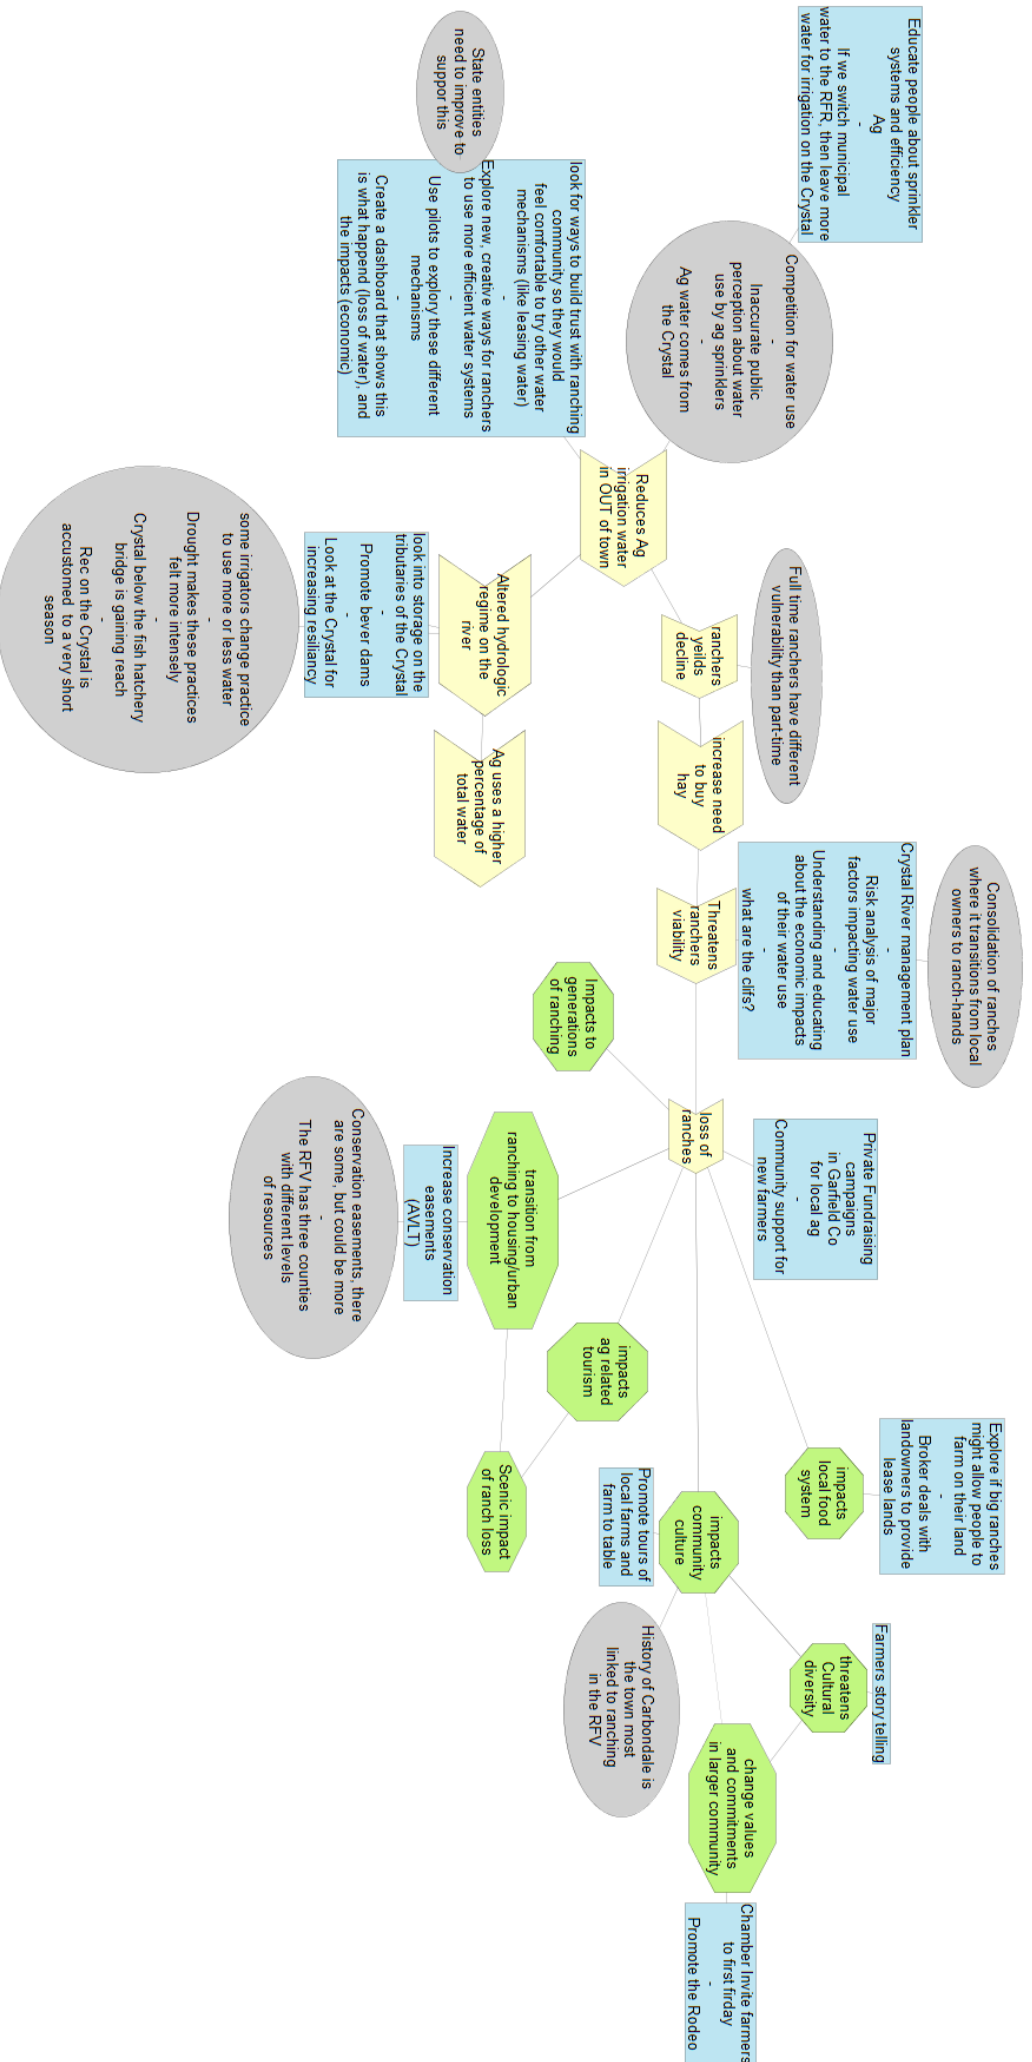 Educate people about sprinkler
systems and efficiency
Ag
-
If we switch municipal
water to the RFR, then leave more
water for irrigation on the Crystal
Competition for water use
-
Inaccurate public
perception about water
use by ag sprinklers
-
Ag water comes from
the Crystal
State entities
need to improve to
suppor this
look for ways to build trust with ranching
community so they would
feel comfortable to try other water
mechanisms (like leasing water)
-
Explore new, creative ways for ranchers
to use more efficient water systems
-
Use pilots to explory these different
mechanisms
-
Create a dashboard that shows this
is what happend (loss of water), and
the impacts (economic)
Reduces Ag
irrigation water
in OUT of town
Full time ranchers have different
vulnerability than part-time
ranchers
yeilds
decline
increase need
to buy
hay
Altered hydrologic
regime on the
river
look into storage on the
tributaries of the Crystal
-
Promote bever dams
-
Look at the Crystal for
increasing resiliancy
some irrigators change practice
to use more or less water
-
Drought makes these practices
felt more intensely
-
Crystal below the fish hatchery
bridge is gaining reach
-
Rec on the Crystal is
accustomed to a very short
season
Ag uses a higher
percentage of
total water
Consolidation of ranches
where it transitions from local
owners to ranch-hands
Crystal River management plan
-
Risk analysis of major
factors impacting water use
-
Understanding and educating
about the economic impacts
of their water use
-
what are the clifs?
Threatens
ranchers
viability
Impacts to
generations
of ranching
loss of
ranches
Private Fundraising
campaigns
in Garfield Co
for local ag
-
Community support for
new farmers
transition from
ranching to housing/urban
development
Increase conservation
easements
(AVLT)
Conservation easements, there
are some, but could be more
-
The RFV has three counties
with different levels
of resources
impacts
ag related
tourism
Scenic impact
of ranch loss
Explore if big ranches
might allow people to
farm on their land
-
Broker deals with
landowners to provide
lease lands
impacts
local food
system
impacts
community
culture
Promote tours of
local farms and
farm to table
History of Carbondale is
the town most
linked to ranching
in the RFV
Farmers story telling
threatens
Cultural
diversity
change values
and commitments
in larger community
Chamber Invite farmers
to first firday
-
Promote the Rodeo